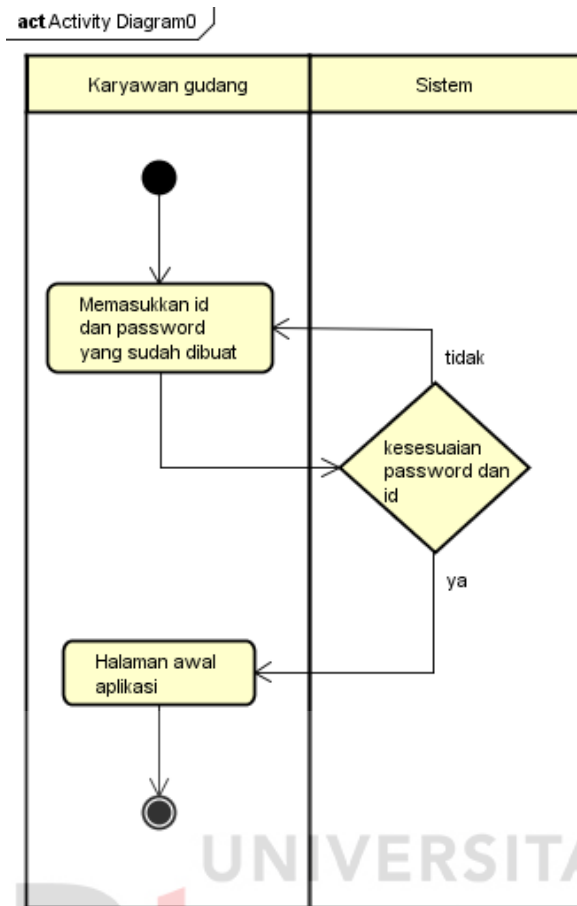 act Activity Diagram0
Karyawan gudang
Sistem
Memasukkan id
dan password
yang sudah dibuat
tidak
kesesuaian
password dan
id
ya
Halaman awal
aplikasi